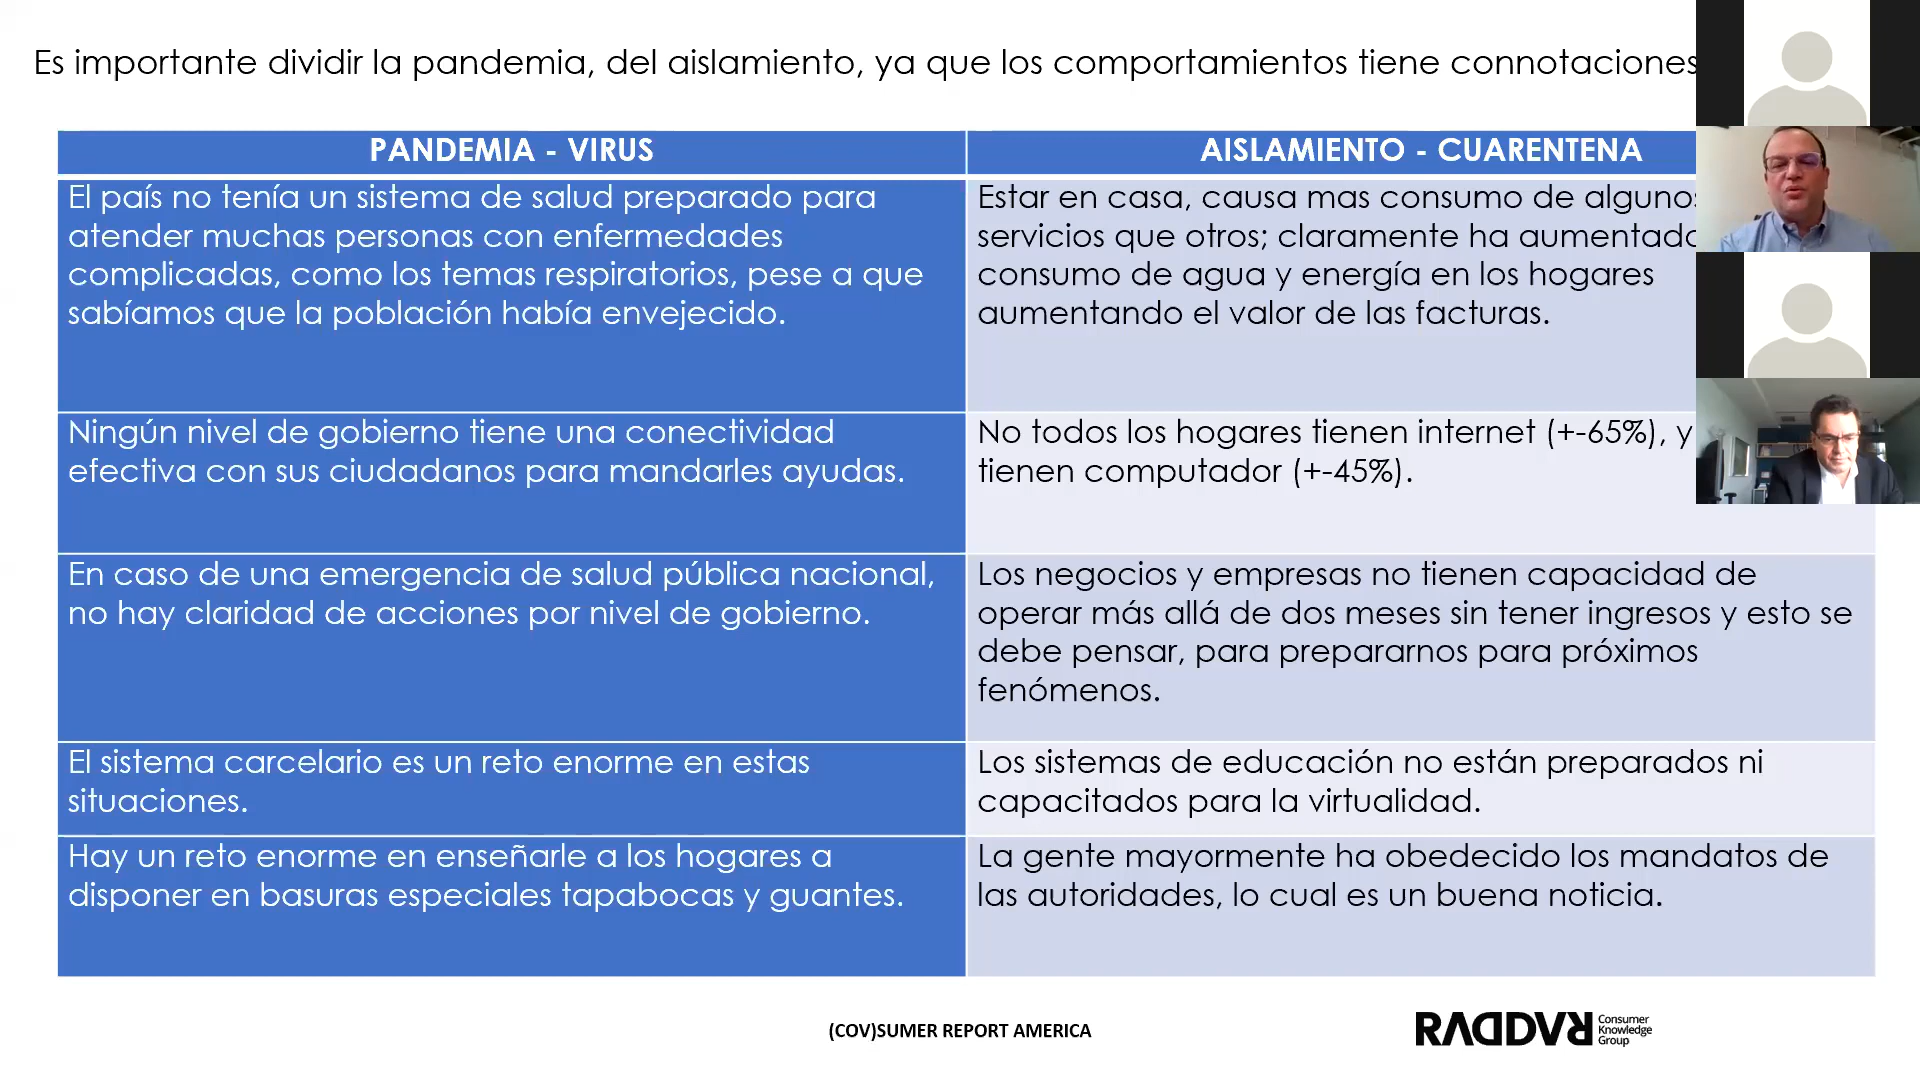 Es importante dividir la pandemia, del aislamiento, ya que los comportamientos tiene connotaciones
PANDEMIA - VIRUS
AISLAMIENTO - CUARENTENA
El país no tenía un sistema de salud preparado para
atender muchas personas con enfermedades
complicadas, como los temas respiratorios, pese a que
sabíamos que la población había envejecido.
Estar en casa, causa mas consumo de algunos
servicios que otros; claramente ha aumentado
consumo de agua y energía en los hogares
aumentando el valor de las facturas.
Ningún nivel de gobierno tiene una conectividad
efectiva con sus ciudadanos para mandarles ayudas.
No todos los hogares tienen internet (+-65%), y
tienen computador (+-45%).
En caso de una emergencia de salud pública nacional,
no hay claridad de acciones por nivel de gobierno.
Los negocios y empresas no tienen capacidad de
operar más allá de dos meses sin tener ingresos y esto se
debe pensar, para prepararnos para próximos
fenómenos.
El sistema carcelario es un reto enorme en estas
situaciones.
Los sistemas de educación no están preparados ni
capacitados para la virtualidad.
Hay un reto enorme en enseñarle a los hogares a
disponer en basuras especiales tapabocas y guantes.
La gente mayormente ha obedecido los mandatos de
las autoridades, lo cual es un buena noticia.
(COV)SUMER REPORT AMERICA
RADDAR
Consumer
Knowledge
Group